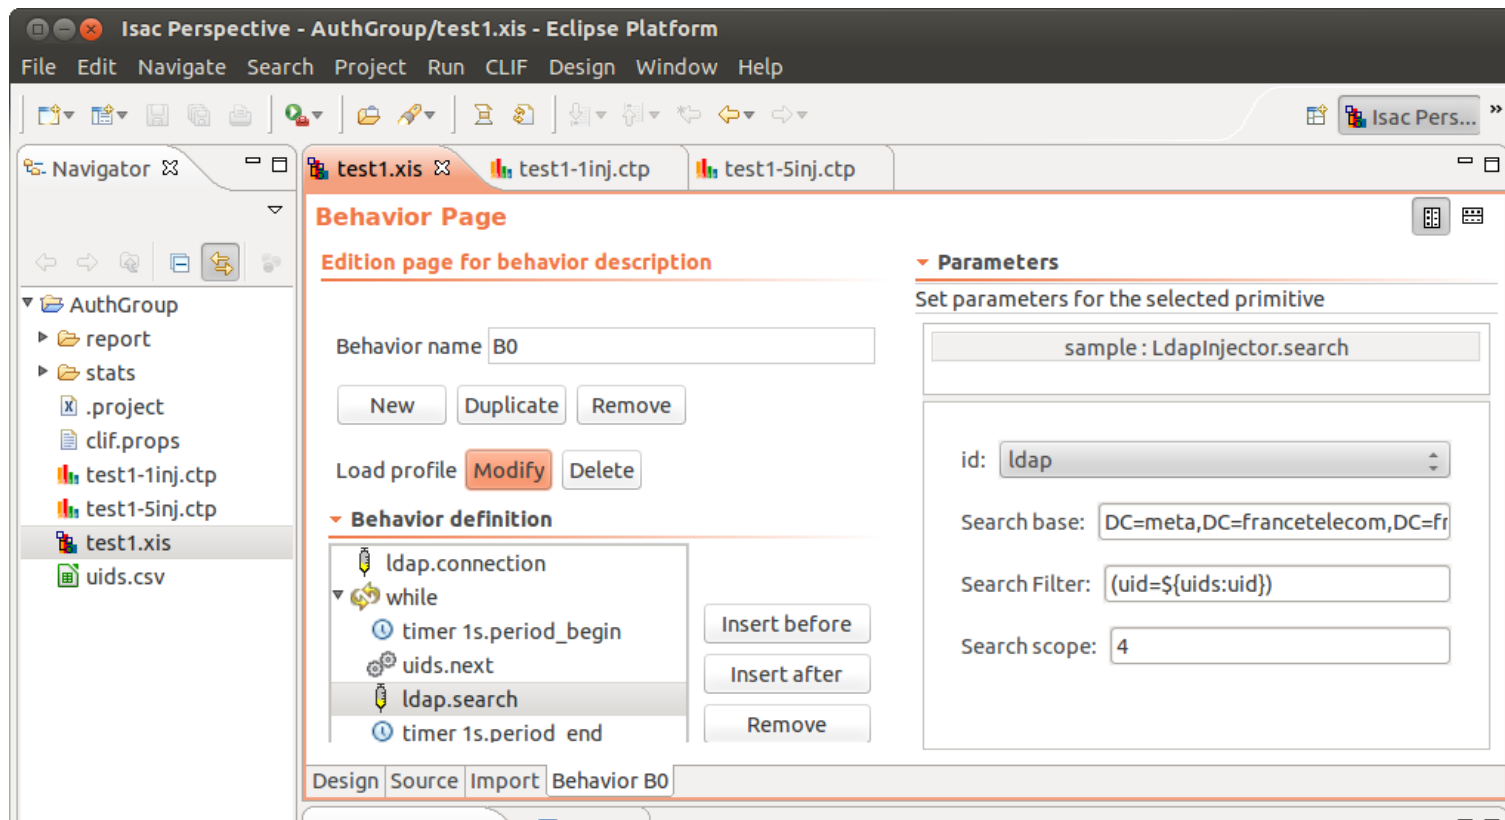 Isac Perspective - AuthGroup/test1.xis - Eclipse Platform
File Edit Navigate Search Project Run CLIF Design Window Help
Isac Pers... »
Navigator
test1.xis test1-1inj.ctp test1-5inj.ctp
Behavior Page
Edition page for behavior description
Parameters
Set parameters for the selected primitive
AuthGroup
report
stats
.project
clif.props
test1-1inj.ctp
test1-5inj.ctp
test1.xis
uids.csv
Behavior name B0
New Duplicate Remove
Load profile Modify Delete
Behavior definition
ldap.connection
while
timer 1s.period_begin
uids.next
ldap.search
timer 1s.period_end
Insert before
Insert after
Remove
sample : LdapInjector.search
id: ldap
Search base: DC=meta,DC=francetelecom,DC=fr
Search Filter: (uid=${uids:uid})
Search scope: 4
Design Source Import Behavior B0